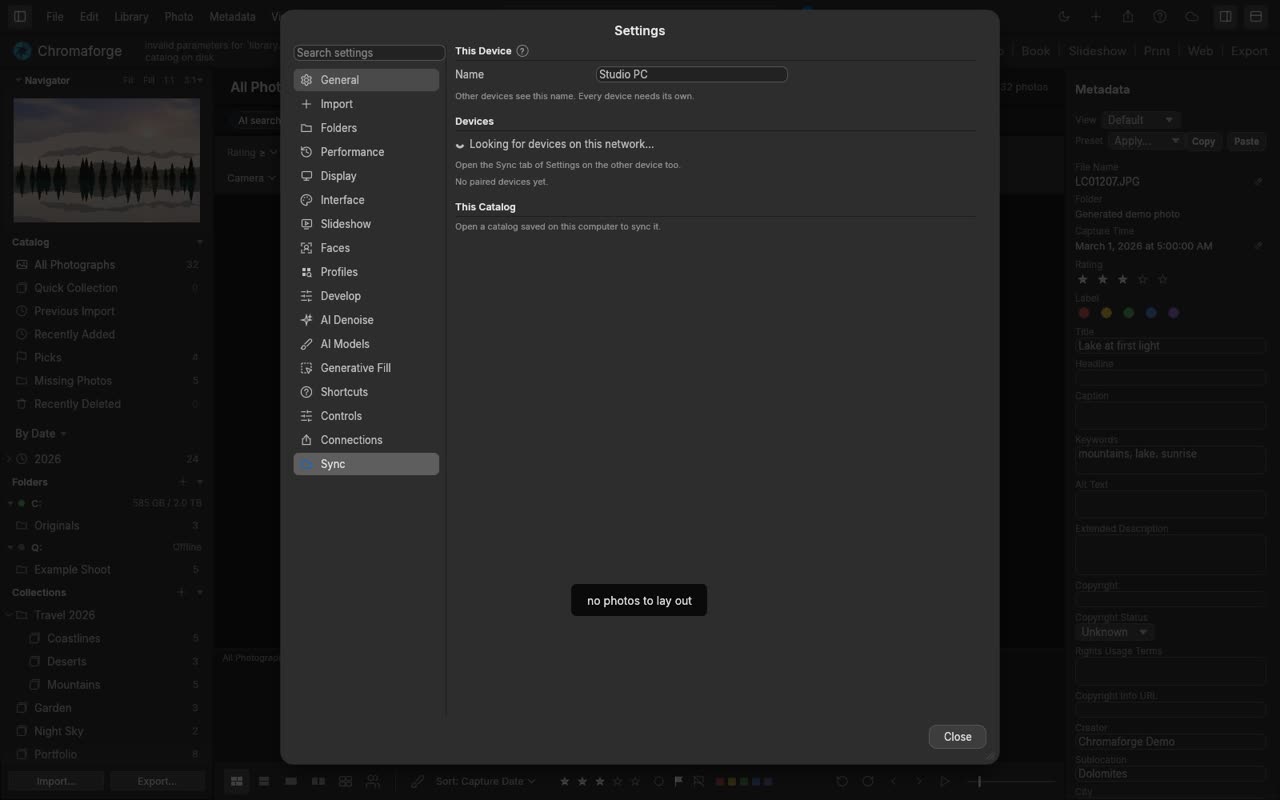 File Edit Library Photo Metadata
Settings
Chromaforge
invalid parameters for `library.
catalog on disk
Book Slideshow Print Web Export
Navigator Fit Fill 1:1 3:1
All Phot
32 photos
AI search
Rating ≥
Camera
Catalog
All Photographs 32
Quick Collection 0
Previous Import
Recently Added
Picks 4
Missing Photos 5
Recently Deleted 0
By Date
2026 24
Folders
C: 585 GB / 2.0 TB
Originals 3
Q: Offline
Example Shoot 5
Collections
Travel 2026
Coastlines 5
Deserts 3
Mountains 5
Garden 3
Night Sky 2
Portfolio 8
Import... Export...
Search settings
General
Import
Folders
Performance
Display
Interface
Slideshow
Faces
Profiles
Develop
AI Denoise
AI Models
Generative Fill
Shortcuts
Controls
Connections
Sync
This Device
Name Studio PC
Other devices see this name. Every device needs its own.
Devices
Looking for devices on this network...
Open the Sync tab of Settings on the other device too.
No paired devices yet.
This Catalog
Open a catalog saved on this computer to sync it.
no photos to lay out
Close
All Photograp
Sort: Capture Date
Metadata
View Default
Preset Apply... Copy Paste
File Name
LC01207.JPG
Folder
Generated demo photo
Capture Time
March 1, 2026 at 5:00:00 AM
Rating
Label
Title
Lake at first light
Headline
Caption
Keywords
mountains, lake, sunrise
Alt Text
Extended Description
Copyright
Copyright Status
Unknown
Rights Usage Terms
Copyright Info URL
Creator
Chromaforge Demo
Sublocation
Dolomites
City